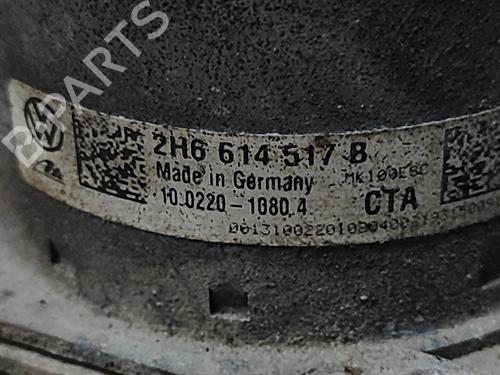 B-PARTS
2H6 614 517 B
Made in Germany
MK100ESC
10.0220-1080.4
CTA